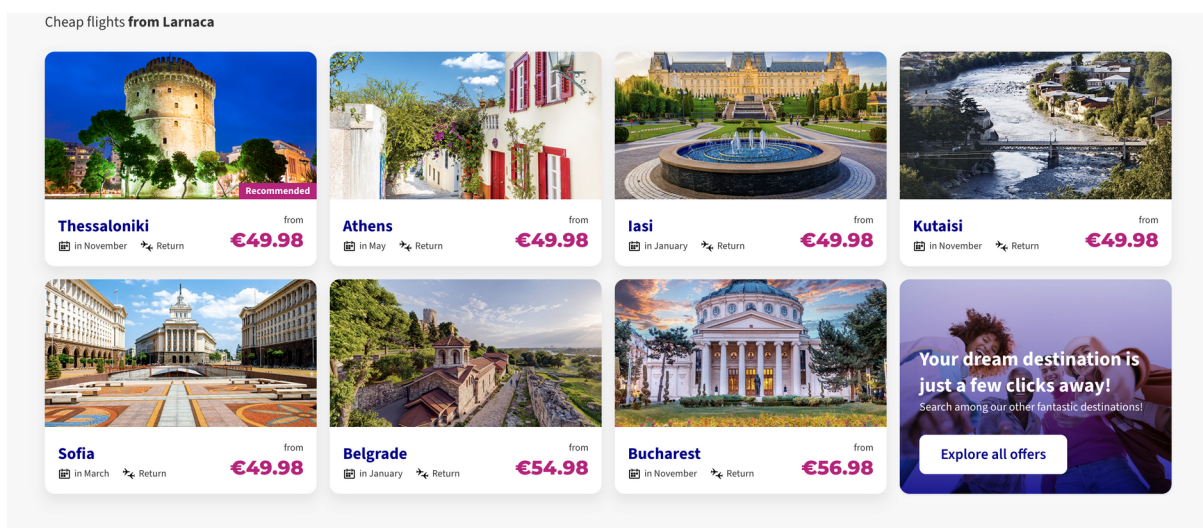 Cheap flights from Larnaca
Recommended
Thessaloniki
in November Return
from
€49.98
Athens
in May Return
from
€49.98
Iasi
in January Return
from
€49.98
Kutaisi
in November Return
from
€49.98
Sofia
in March Return
from
€49.98
Belgrade
in January Return
from
€54.98
Bucharest
in November Return
from
€56.98
Your dream destination is
just a few clicks away!
Search among our other fantastic destinations!
Explore all offers